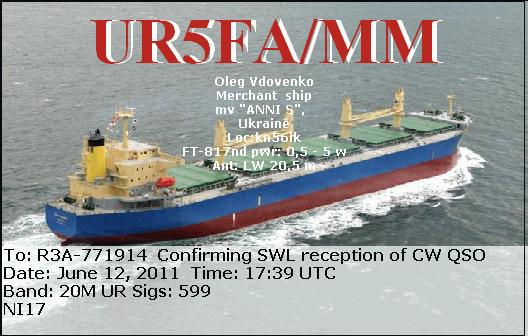 UR5FA/MM
Oleg Vdovenko
Merchant ship
mv "ANNI S",
Ukraine
Loc:kn56ik
FT-817nd pwr: 0,5 - 5 w
Ant: LW 20,5 m
To: R3A-771914 Confirming SWL reception of CW QSO
Date: June 12, 2011 Time: 17:39 UTC
Band: 20M UR Sigs: 599
NI17